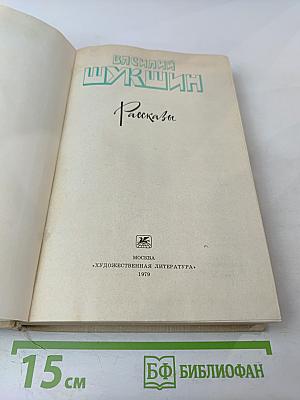 ВАСИЛИЙ
ШУКШИН
Рассказы
МОСКВА
«ХУДОЖЕСТВЕННАЯ ЛИТЕРАТУРА»
1979
15 см
БФ БИБЛИОФАН